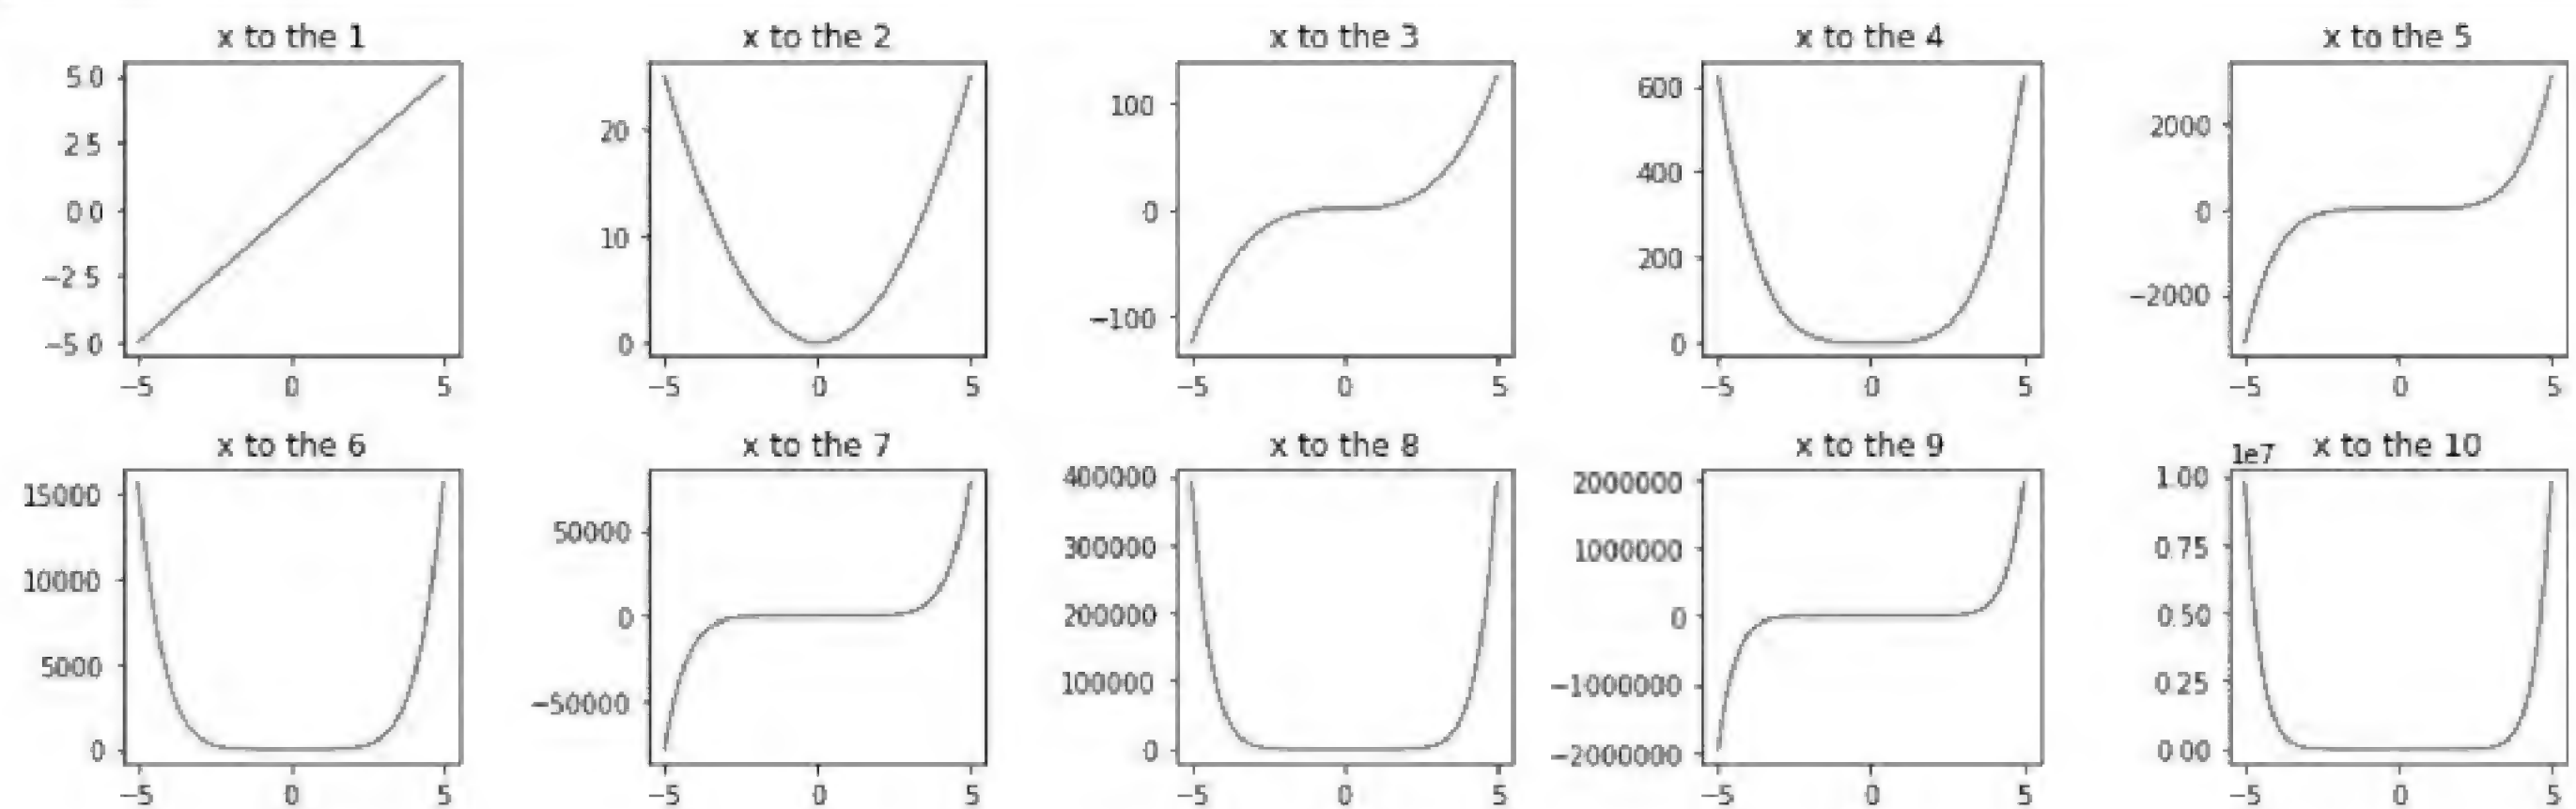 x to the 1
5.0
2.5
0.0
-2.5
-5.0
-5 0 5
x to the 2
20
10
0
-5 0 5
x to the 3
100
0
-100
-5 0 5
x to the 4
600
400
200
0
-5 0 5
x to the 5
2000
0
-2000
-5 0 5
x to the 6
15000
10000
5000
0
-5 0 5
x to the 7
50000
0
-50000
-5 0 5
x to the 8
400000
300000
200000
100000
0
-5 0 5
x to the 9
2000000
1000000
0
-1000000
-2000000
-5 0 5
1e7 x to the 10
1.00
0.75
0.50
0.25
0.00
-5 0 5